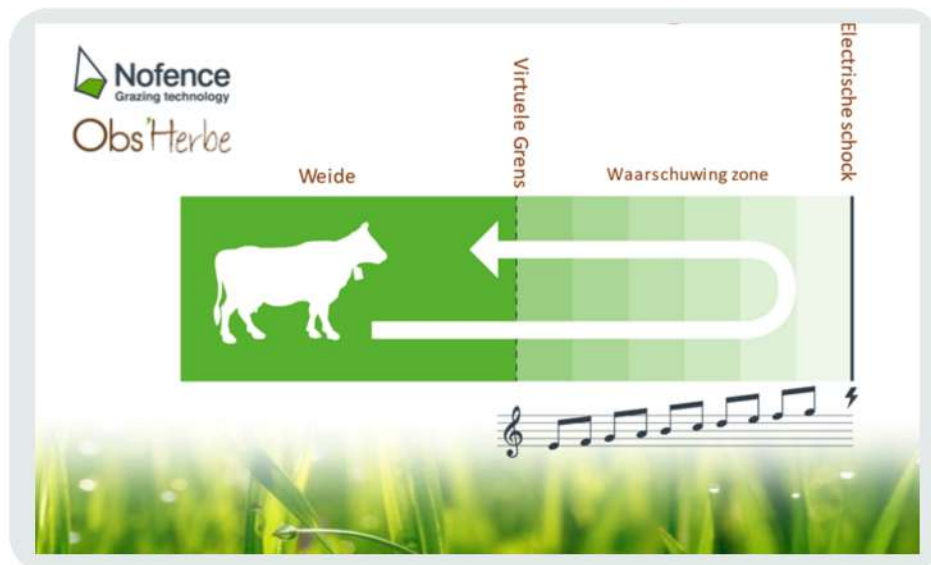 Nofence
Grazing technology
Obs'Herbe
Weide
Virtuele Grens
Waarschuwing zone
Electrische schock